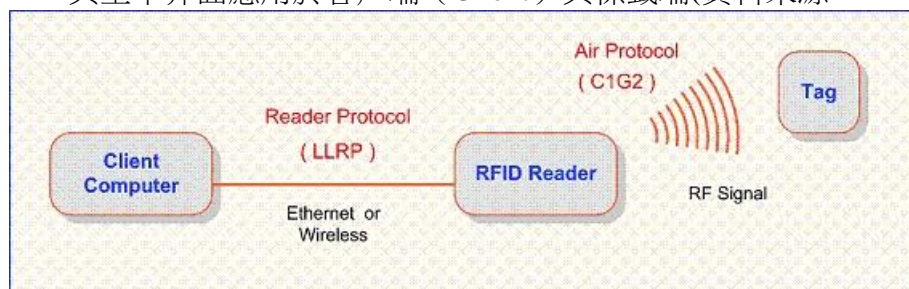 Air Protocol
( C1G2 )
Tag
Reader Protocol
( LLRP )
Client
Computer
RFID Reader
RF Signal
Ethernet or
Wireless